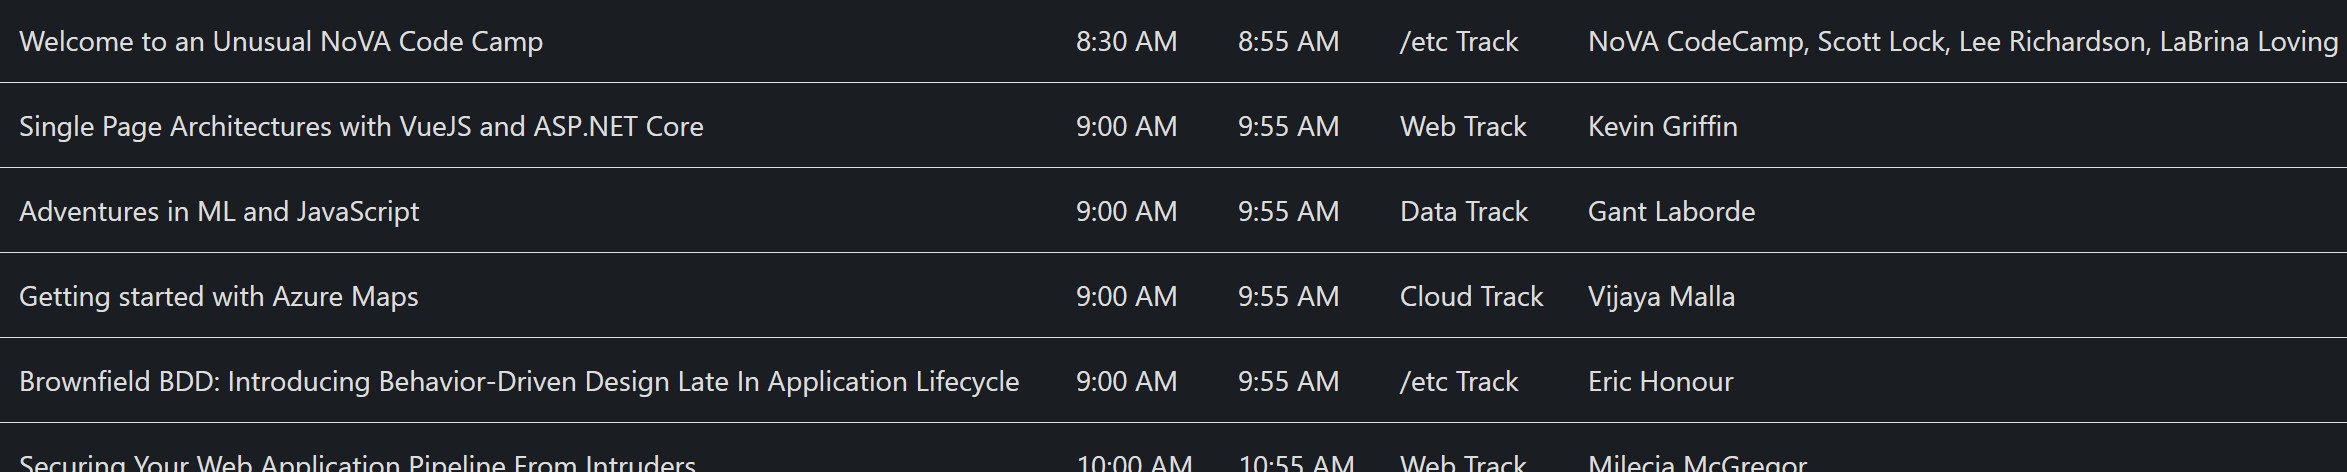 Welcome to an Unusual NoVA Code Camp 8:30 AM 8:55 AM /etc Track NoVA CodeCamp, Scott Lock, Lee Richardson, LaBrina Loving
Single Page Architectures with VueJS and ASP.NET Core 9:00 AM 9:55 AM Web Track Kevin Griffin
Adventures in ML and JavaScript 9:00 AM 9:55 AM Data Track Gant Laborde
Getting started with Azure Maps 9:00 AM 9:55 AM Cloud Track Vijaya Malla
Brownfield BDD: Introducing Behavior-Driven Design Late In Application Lifecycle 9:00 AM 9:55 AM /etc Track Eric Honour
Securing Your Web Application Pipeline From Intruders 10:00 AM 10:55 AM Web Track Milecia McGregor